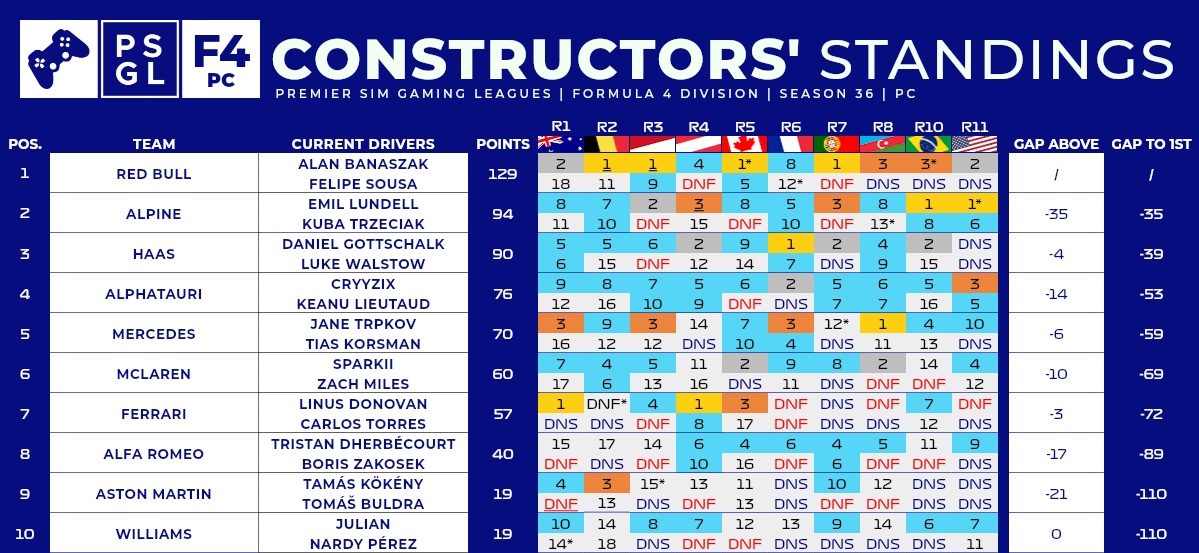 PS GL F4 PC CONSTRUCTORS' STANDINGS
PREMIER SIM GAMING LEAGUES | FORMULA 4 DIVISION | SEASON 36 | PC
POS. TEAM CURRENT DRIVERS POINTS R1 R2 R3 R4 R5 R6 R7 R8 R10 R11 GAP ABOVE GAP TO 1ST
1 RED BULL 129 / /
ALAN BANASZAK 2 1 1 4 1* 8 1 3 3* 2
FELIPE SOUSA 18 11 9 DNF 5 12* DNF DNS DNS DNS
2 ALPINE 94 -35 -35
EMIL LUNDELL 8 7 2 3 8 5 3 8 1 1*
KUBA TRZECIAK 11 10 DNF 15 DNF 10 DNF 13* 8 6
3 HAAS 90 -4 -39
DANIEL GOTTSCHALK 5 5 6 2 9 1 2 4 2 DNS
LUKE WALSTOW 6 15 DNF 12 14 7 DNS 9 15 DNS
4 ALPHATAURI 76 -14 -53
CRYYZIX 9 8 7 5 6 2 5 6 5 3
KEANU LIEUTAUD 12 16 10 9 DNF DNS 7 7 16 5
5 MERCEDES 70 -6 -59
JANE TRPKOV 3 9 3 14 7 3 12* 1 4 10
TIAS KORSMAN 16 12 12 DNS 10 4 DNS 11 13 DNS
6 MCLAREN 60 -10 -69
SPARKII 7 4 5 11 2 9 8 2 14 4
ZACH MILES 17 6 13 16 DNS 11 DNS DNF DNF 12
7 FERRARI 57 -3 -72
LINUS DONOVAN 1 DNF* 4 1 3 DNF DNS DNF 7 DNF
CARLOS TORRES DNS DNS DNF 8 17 DNF DNS DNS 12 DNS
8 ALFA ROMEO 40 -17 -89
TRISTAN DHERBÉCOURT 15 17 14 6 4 6 4 5 11 9
BORIS ZAKOSEK DNF DNS DNF 10 16 DNF 6 DNF DNF DNS
9 ASTON MARTIN 19 -21 -110
TAMÁS KÖKÉNY 4 3 15* 13 11 DNS 10 12 DNS DNS
TOMÁŠ BULDRA DNF 13 DNS DNF 13 DNS DNS DNS DNS DNS
10 WILLIAMS 19 0 -110
JULIAN 10 14 8 7 12 13 9 14 6 7
NARDY PÉREZ 14* 18 DNS DNF DNF DNS DNS DNS DNS 11